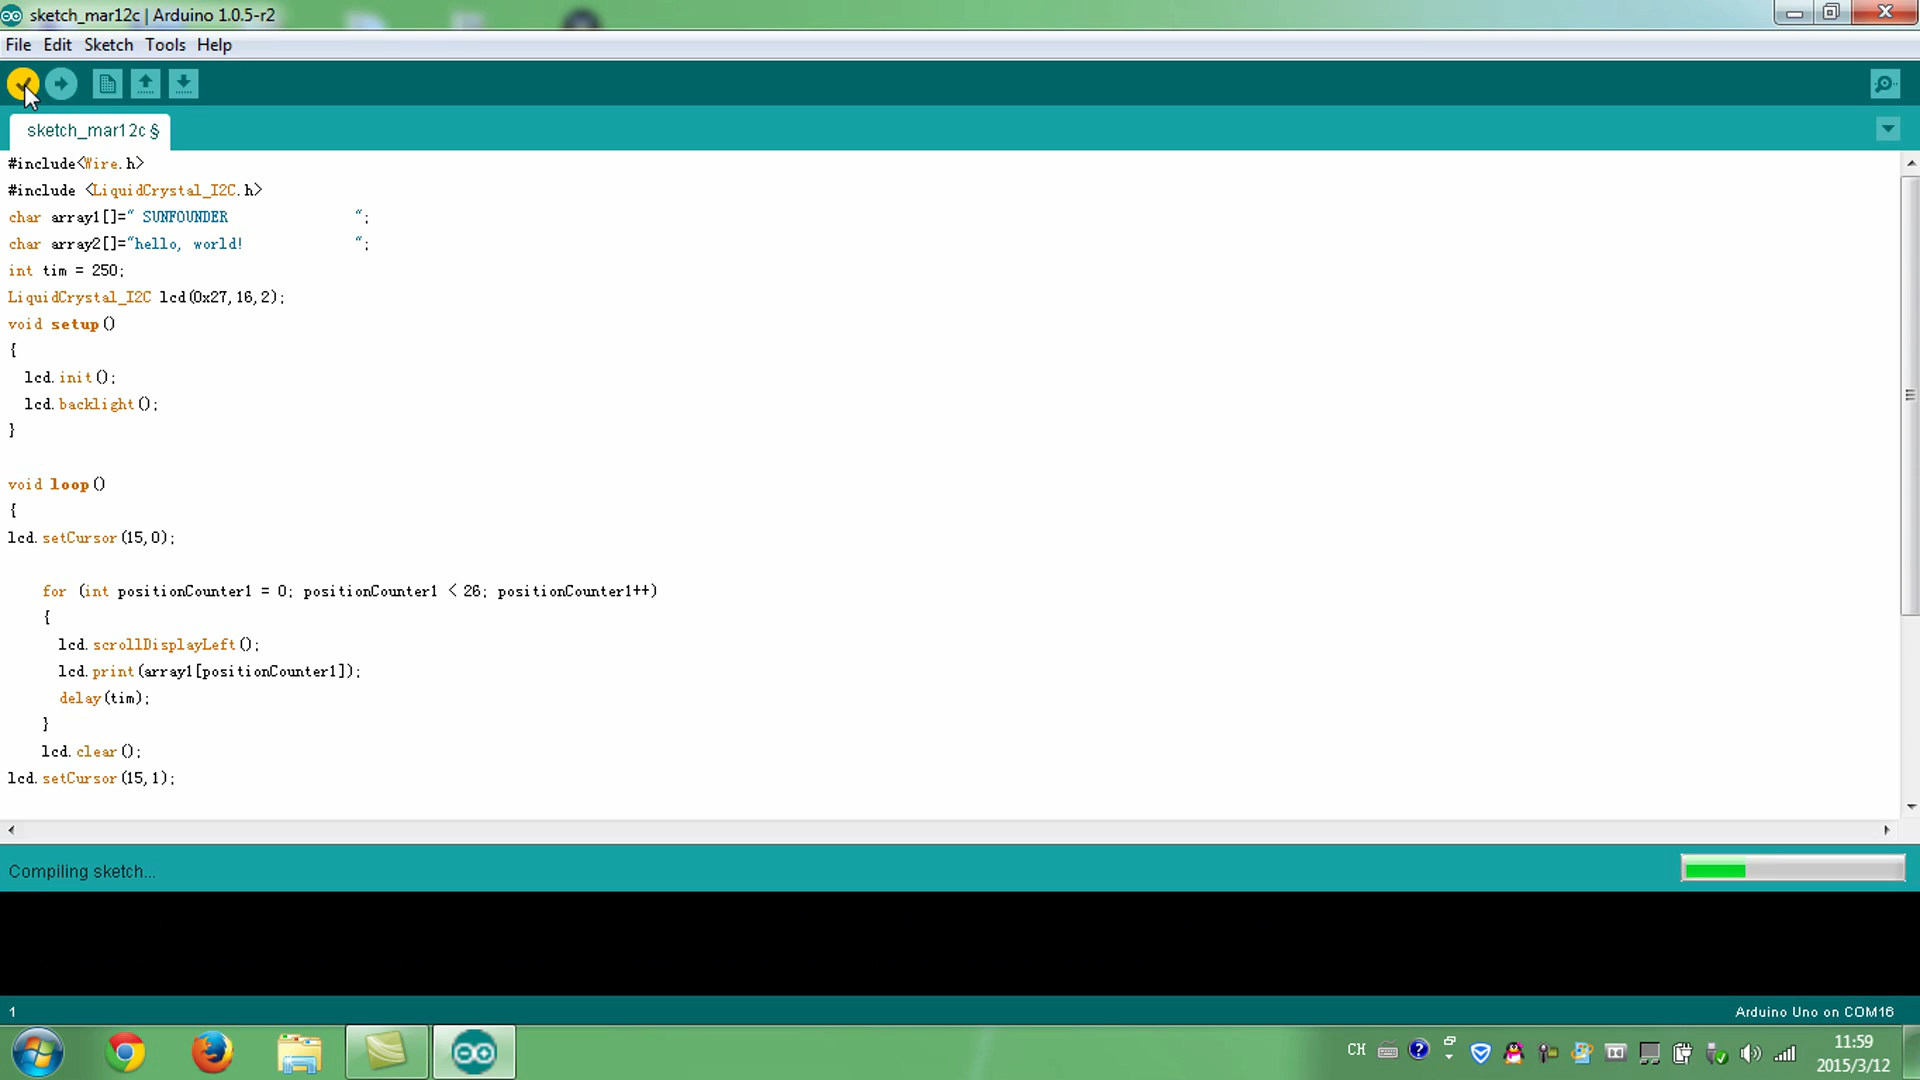 sketch_mar12c | Arduino 1.0.5-r2
File Edit Sketch Tools Help
sketch_mar12c §
#include<Wire.h>
#include <LiquidCrystal_I2C.h>
char array1[]=" SUNFOUNDER               ";
char array2[]="hello, world!             ";
int tim = 250;
LiquidCrystal_I2C lcd(0x27,16,2);
void setup()
{
  lcd.init();
  lcd.backlight();
}
void loop()
{
lcd.setCursor(15,0);
    for (int positionCounter1 = 0; positionCounter1 < 26; positionCounter1++)
    {
      lcd.scrollDisplayLeft();
      lcd.print(array1[positionCounter1]);
      delay(tim);
    }
    lcd.clear();
lcd.setCursor(15,1);
Compiling sketch...
1
Arduino Uno on COM16
CH
11:59
2015/3/12